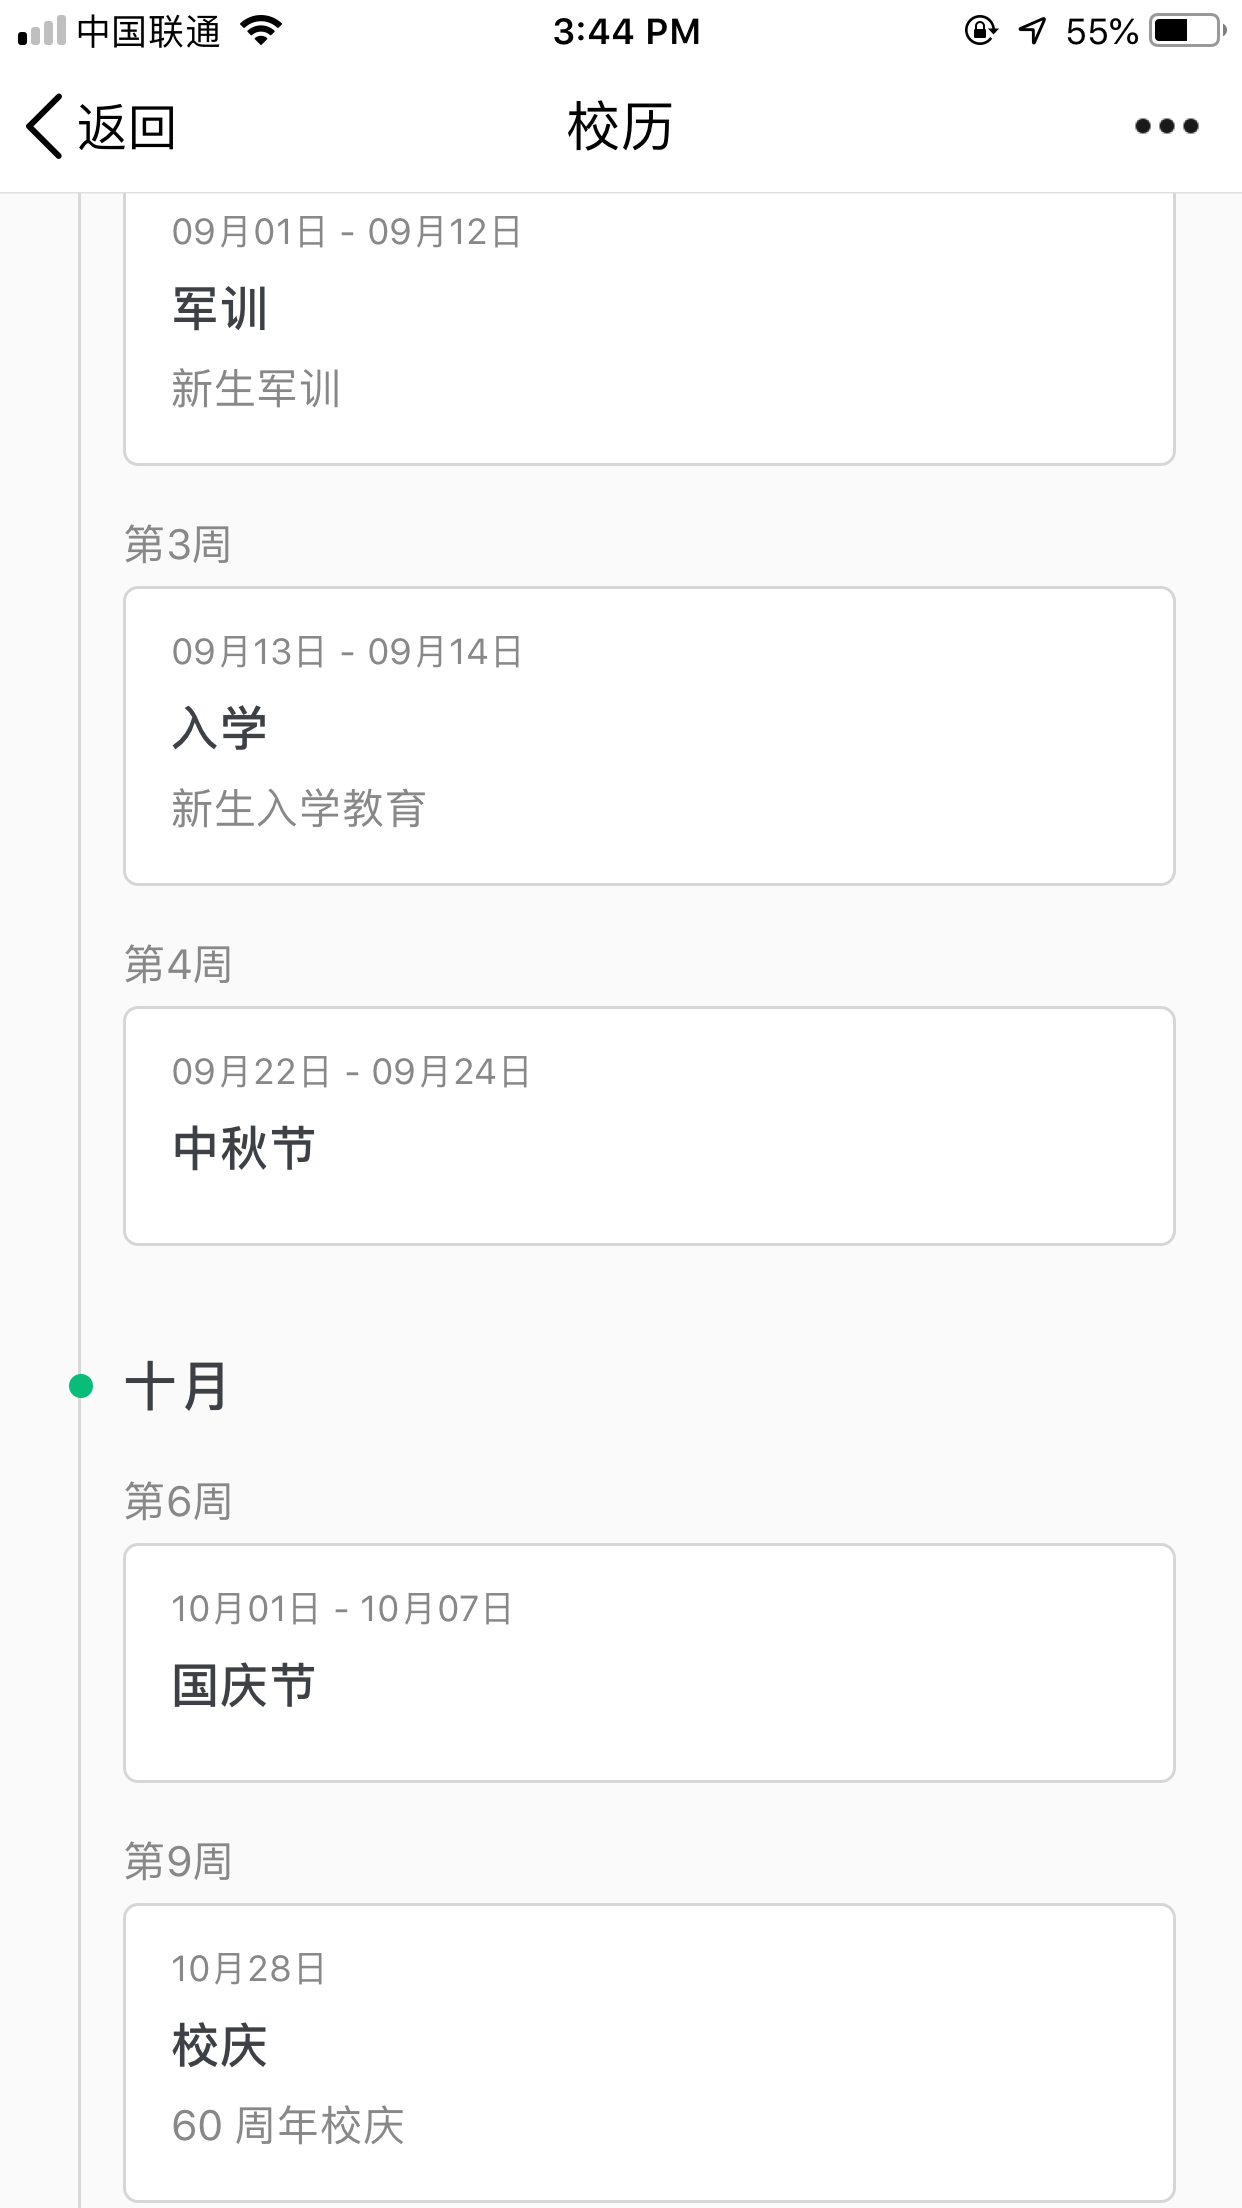 中国联通 3:44 PM 55%
返回 校历
09月01日 - 09月12日
军训
新生军训
第3周
09月13日 - 09月14日
入学
新生入学教育
第4周
09月22日 - 09月24日
中秋节
十月
第6周
10月01日 - 10月07日
国庆节
第9周
10月28日
校庆
60 周年校庆